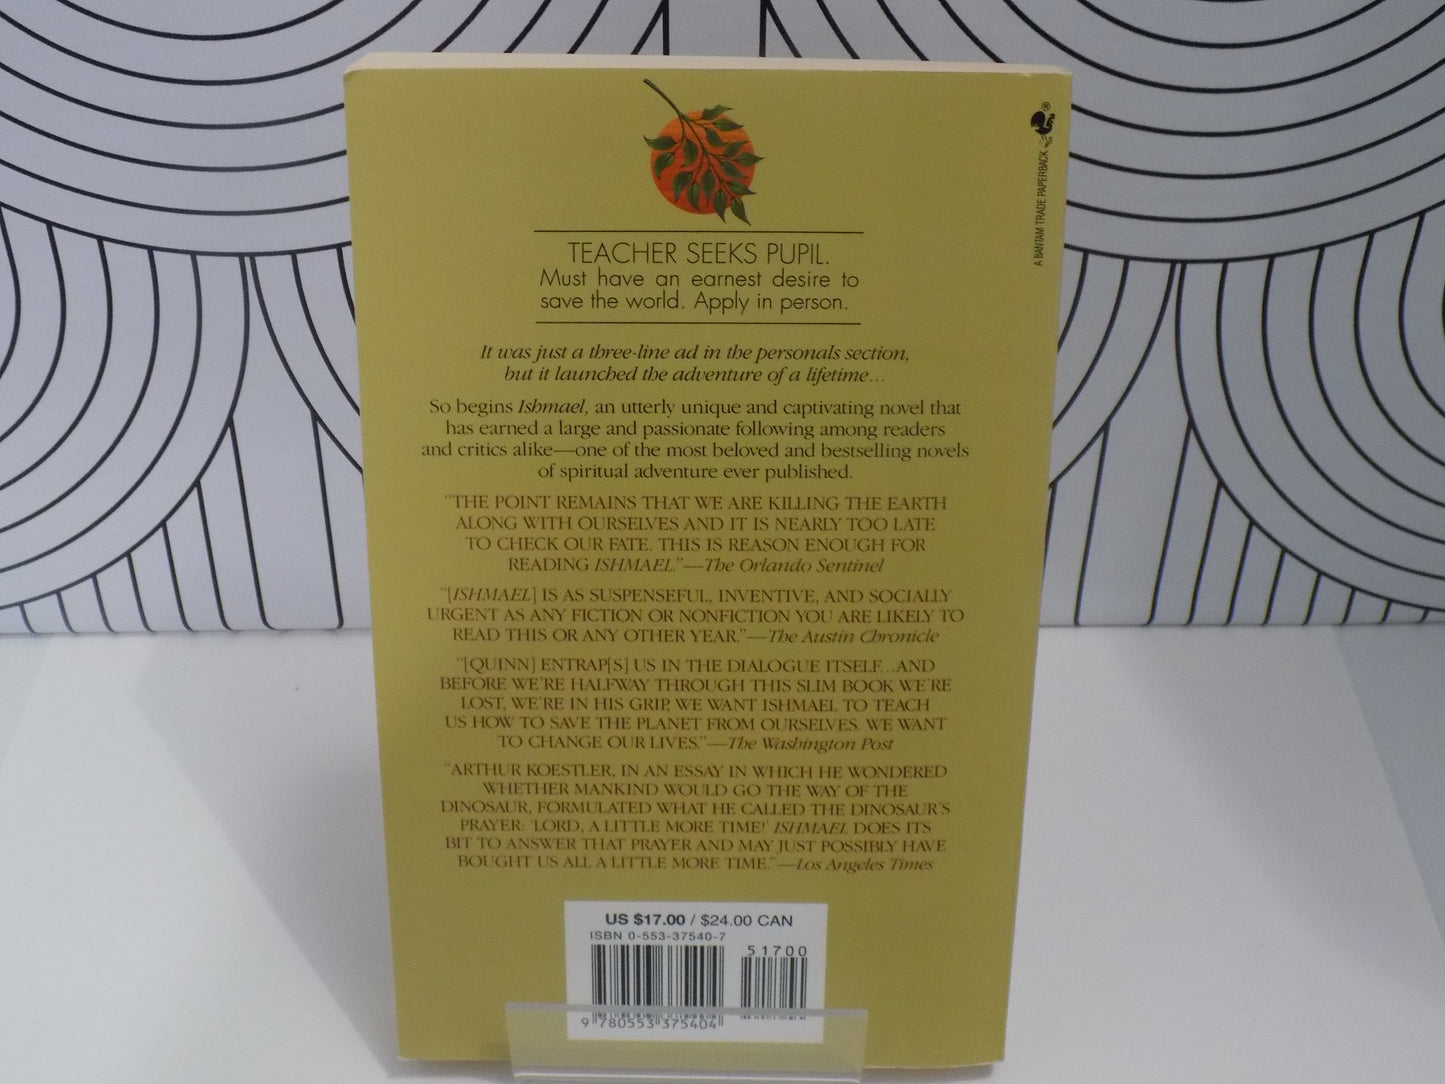 TEACHER SEEKS PUPIL.
Must have an earnest desire to
save the world. Apply in person.
It was just a three-line ad in the personals section,
but it launched the adventure of a lifetime...
So begins Ishmael, an utterly unique and captivating novel that
has earned a large and passionate following among readers
and critics alike—one of the most beloved and bestselling novels
of spiritual adventure ever published.
"THE POINT REMAINS THAT WE ARE KILLING THE EARTH
ALONG WITH OURSELVES AND IT IS NEARLY TOO LATE
TO CHECK OUR FATE. THIS IS REASON ENOUGH FOR
READING ISHMAEL."—The Orlando Sentinel
"[ISHMAEL] IS AS SUSPENSEFUL, INVENTIVE, AND SOCIALLY
URGENT AS ANY FICTION OR NONFICTION YOU ARE LIKELY TO
READ THIS OR ANY OTHER YEAR."—The Austin Chronicle
"[QUINN] ENTRAP[S] US IN THE DIALOGUE ITSELF...AND
BEFORE WE'RE HALFWAY THROUGH THIS SLIM BOOK WE'RE
LOST, WE'RE IN HIS GRIP, WE WANT ISHMAEL TO TEACH
US HOW TO SAVE THE PLANET FROM OURSELVES. WE WANT
TO CHANGE OUR LIVES."—The Washington Post
"ARTHUR KOESTLER, IN AN ESSAY IN WHICH HE WONDERED
WHETHER MANKIND WOULD GO THE WAY OF THE
DINOSAUR, FORMULATED WHAT HE CALLED THE DINOSAUR'S
PRAYER: 'LORD, A LITTLE MORE TIME!' ISHMAEL DOES ITS
BIT TO ANSWER THAT PRAYER AND MAY JUST POSSIBLY HAVE
BOUGHT US ALL A LITTLE MORE TIME."—Los Angeles Times
A BANTAM TRADE PAPERBACK
®
US $17.00 / $24.00 CAN
ISBN 0-553-37540-7
51700
9 780553 375404